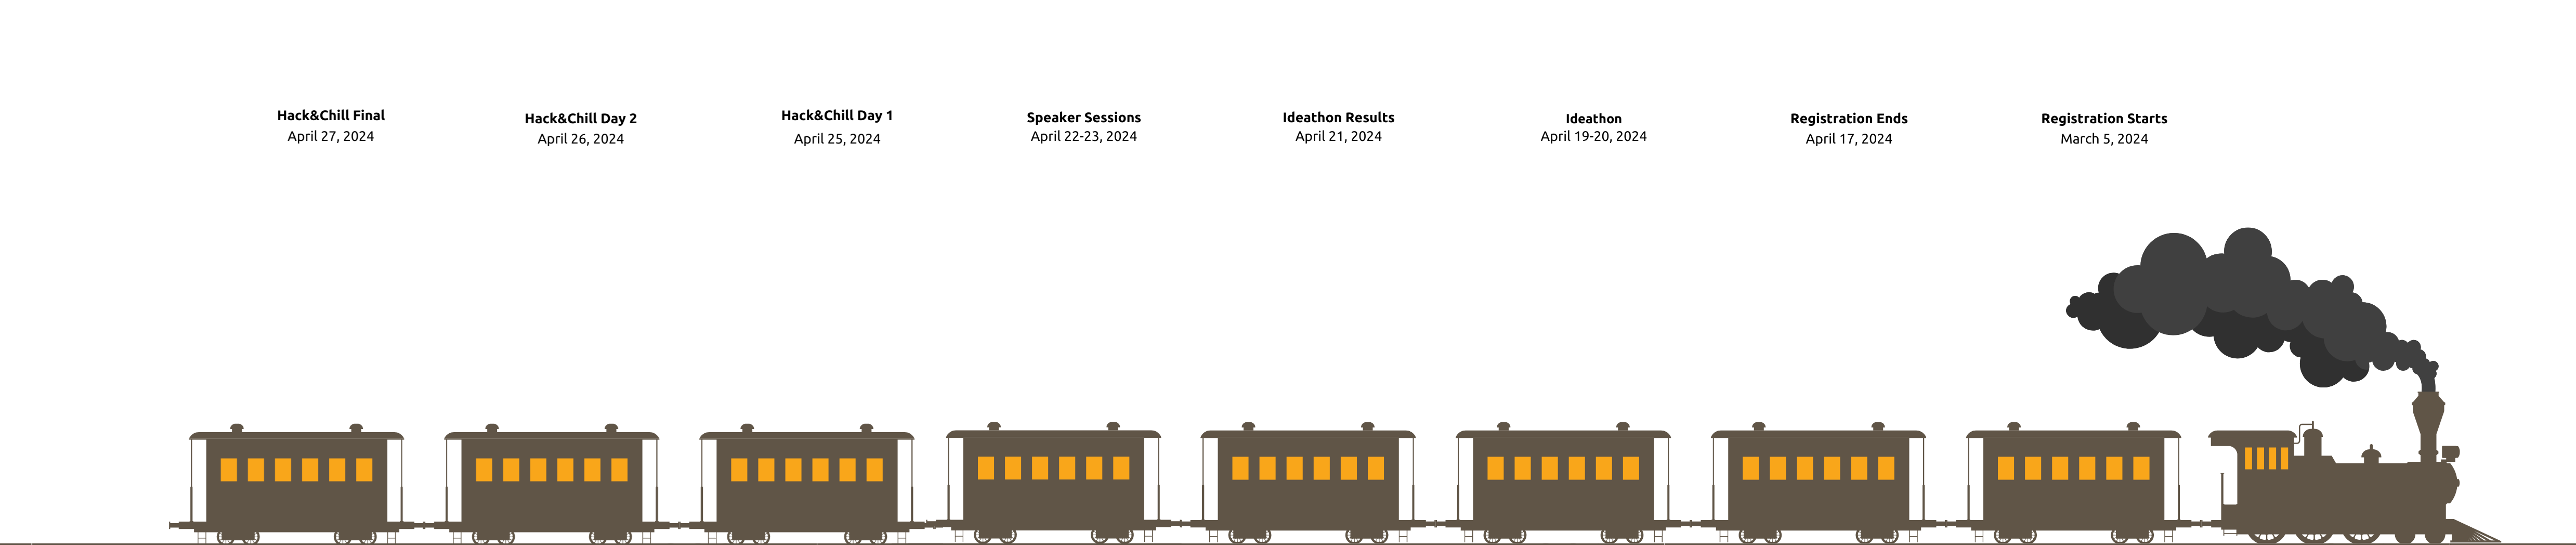 Hack&Chill Final
April 27, 2024
Hack&Chill Day 2
April 26, 2024
Hack&Chill Day 1
April 25, 2024
Speaker Sessions
April 22-23, 2024
Ideathon Results
April 21, 2024
Ideathon
April 19-20, 2024
Registration Ends
April 17, 2024
Registration Starts
March 5, 2024